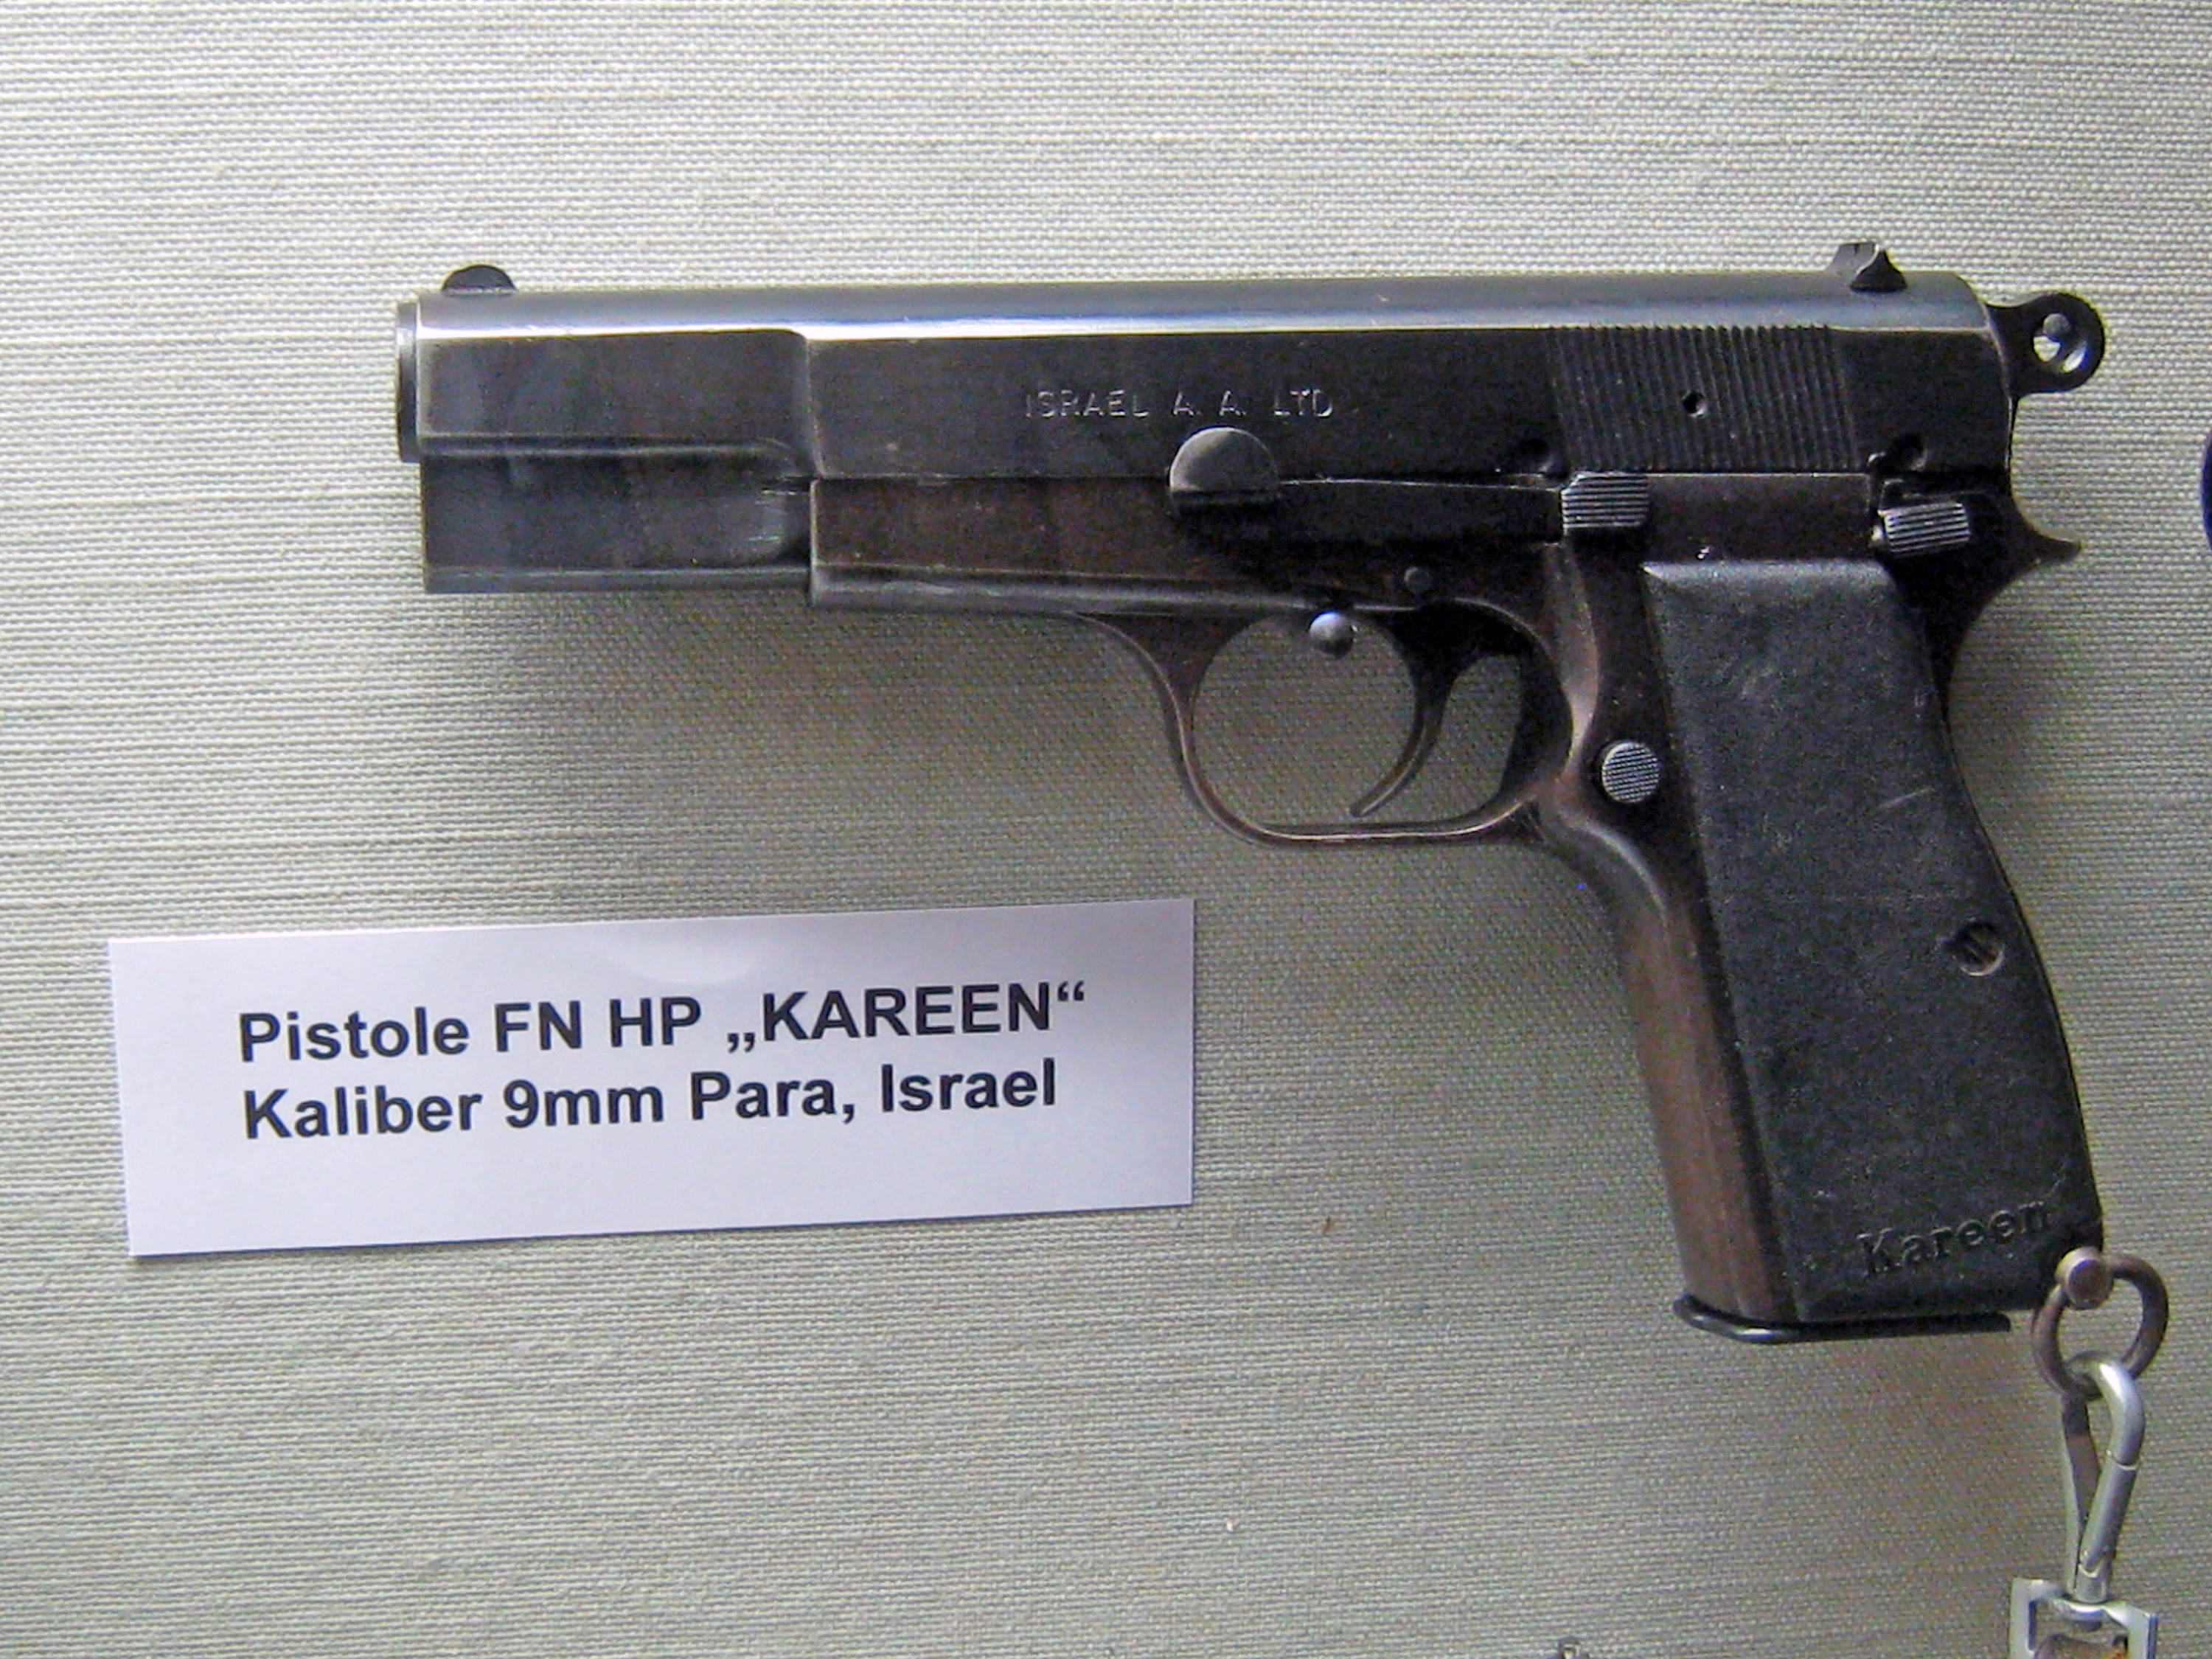 ISRAEL A. A. LTD
Pistole FN HP „KAREEN“
Kaliber 9mm Para, Israel
Kareen